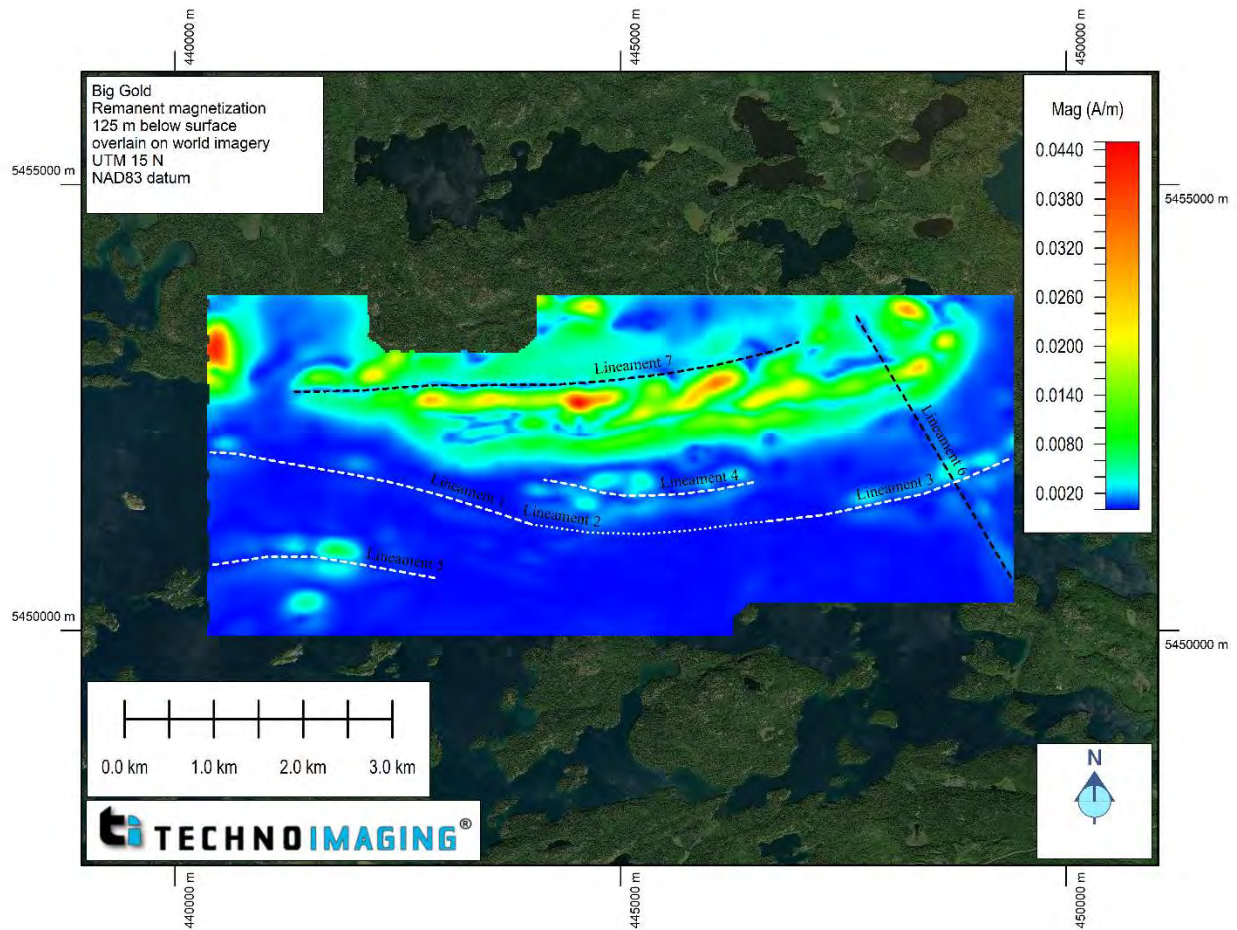 440000 m
445000 m
450000 m
Big Gold
Remanent magnetization
125 m below surface
overlain on world imagery
UTM 15 N
NAD83 datum
Mag (A/m)
0.0440
0.0380
0.0320
0.0260
0.0200
0.0140
0.0080
0.0020
5455000 m
5455000 m
Lineament 7
Lineament 6
Lineament 4
Lineament 1
Lineament 3
Lineament 2
Lineament 5
5450000 m
5450000 m
0.0 km 1.0 km 2.0 km 3.0 km
N
ti TECHNOIMAGING®
440000 m
445000 m
450000 m